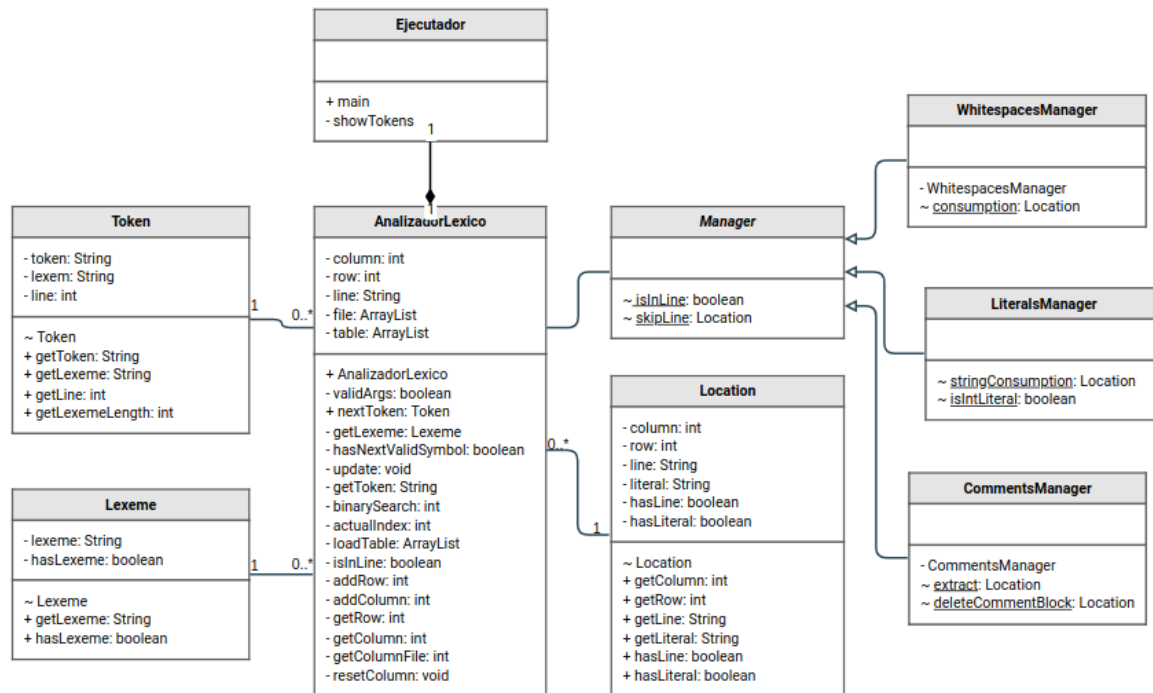 Ejecutador
+ main
- showTokens
1
1
WhitespacesManager
- WhitespacesManager
~ consumption: Location
Token
- token: String
- lexem: String
- line: int
~ Token
+ getToken: String
+ getLexeme: String
+ getLine: int
+ getLexemeLength: int
1
0..*
AnalizadorLexico
- column: int
- row: int
- line: String
- file: ArrayList
- table: ArrayList
+ AnalizadorLexico
- validArgs: boolean
+ nextToken: Token
- getLexeme: Lexeme
- hasNextValidSymbol: boolean
- update: void
- getToken: String
- binarySearch: int
- actualIndex: int
- loadTable: ArrayList
- isInLine: boolean
- addRow: int
- addColumn: int
- getRow: int
- getColumn: int
- getColumnFile: int
- resetColumn: void
Manager
~ isInLine: boolean
~ skipLine: Location
LiteralsManager
~ stringConsumption: Location
~ isIntLiteral: boolean
Location
- column: int
- row: int
- line: String
- literal: String
- hasLine: boolean
- hasLiteral: boolean
~ Location
+ getColumn: int
+ getRow: int
+ getLine: String
+ getLiteral: String
+ hasLine: boolean
+ hasLiteral: boolean
0..*
1
CommentsManager
- CommentsManager
~ extract: Location
~ deleteCommentBlock: Location
Lexeme
- lexeme: String
- hasLexeme: boolean
~ Lexeme
+ getLexeme: String
+ hasLexeme: boolean
1
0..*